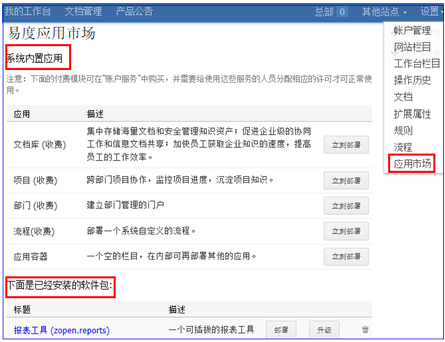 我的工作台 文档管理 产品公告 总部 0 其他站点 设置
易度应用市场
帐户管理
网站栏目
工作台栏目
操作历史
文档
扩展属性
规则
流程
应用市场
系统内置应用
注意：下面的付费模块可在"账户服务"中购买，并需要给使用这些服务的人员分配相应的许可才可正常使
用。
应用 描述
文档库 (收费) 集中存储海量文档和安全管理知识资产；促进企业级的协同
工作和信息文档共享；加快员工获取企业知识的速度，提高
员工的工作效率。 立刻部署
项目 (收费) 跨部门项目协作，监控项目进度，沉淀项目知识。 立刻部署
部门 (收费) 建立部门管理的门户 立刻部署
流程(收费) 部署一个系统自定义的流程。 立刻部署
应用容器 一个空的栏目，在内部可再部署其他的应用。 立刻部署
下面是已经安装的软件包:
标题 描述
报表工具 (zopen.reports) 一个可插拔的报表工具 部署 升级